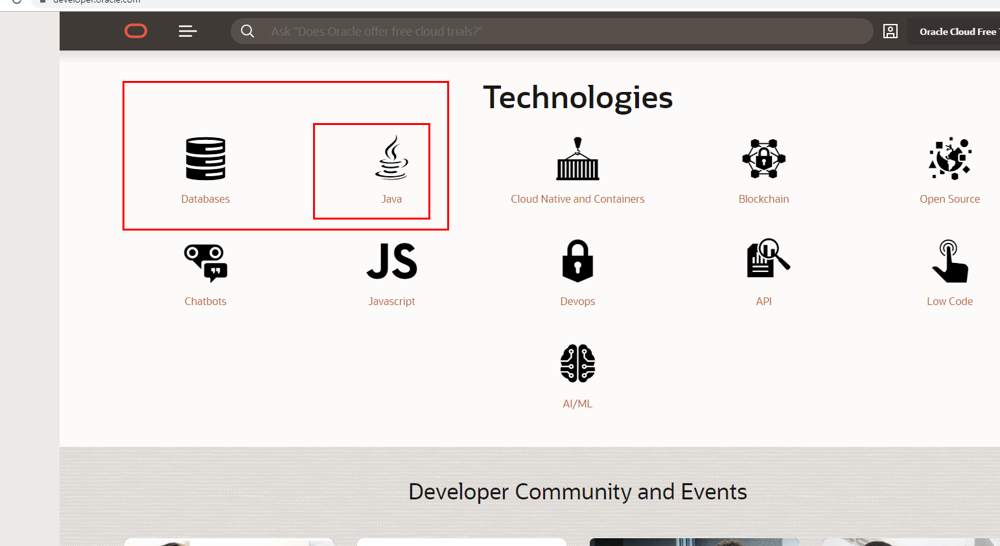 developer.oracle.com
Ask "Does Oracle offer free cloud trials?"
Oracle Cloud Free
Technologies
Databases
Java
Cloud Native and Containers
Blockchain
Open Source
JS
Chatbots
Javascript
Devops
API
Low Code
AI/ML
Developer Community and Events